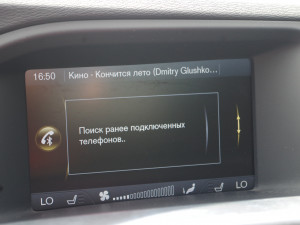 16:50 Кино - Кончится лето (Dmitry Glushko...
Поиск ранее подключенных
телефонов..
LO LO